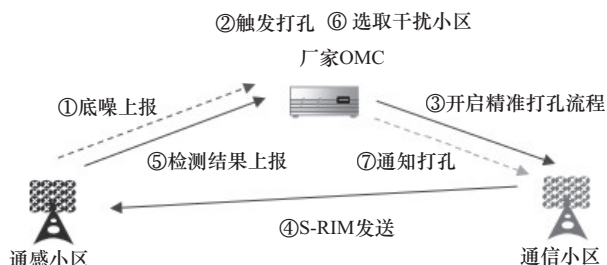 ②触发打孔 ⑥ 选取干扰小区
厂家OMC
①底噪上报
③开启精准打孔流程
⑤检测结果上报
⑦通知打孔
④S-RIM发送
通感小区
通信小区